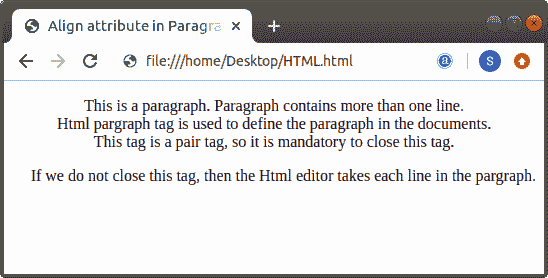 Align attribute in Paragra
file:///home/Desktop/HTML.html
S
This is a paragraph. Paragraph contains more than one line.
Html pargraph tag is used to define the paragraph in the documents.
This tag is a pair tag, so it is mandatory to close this tag.
If we do not close this tag, then the Html editor takes each line in the pargraph.